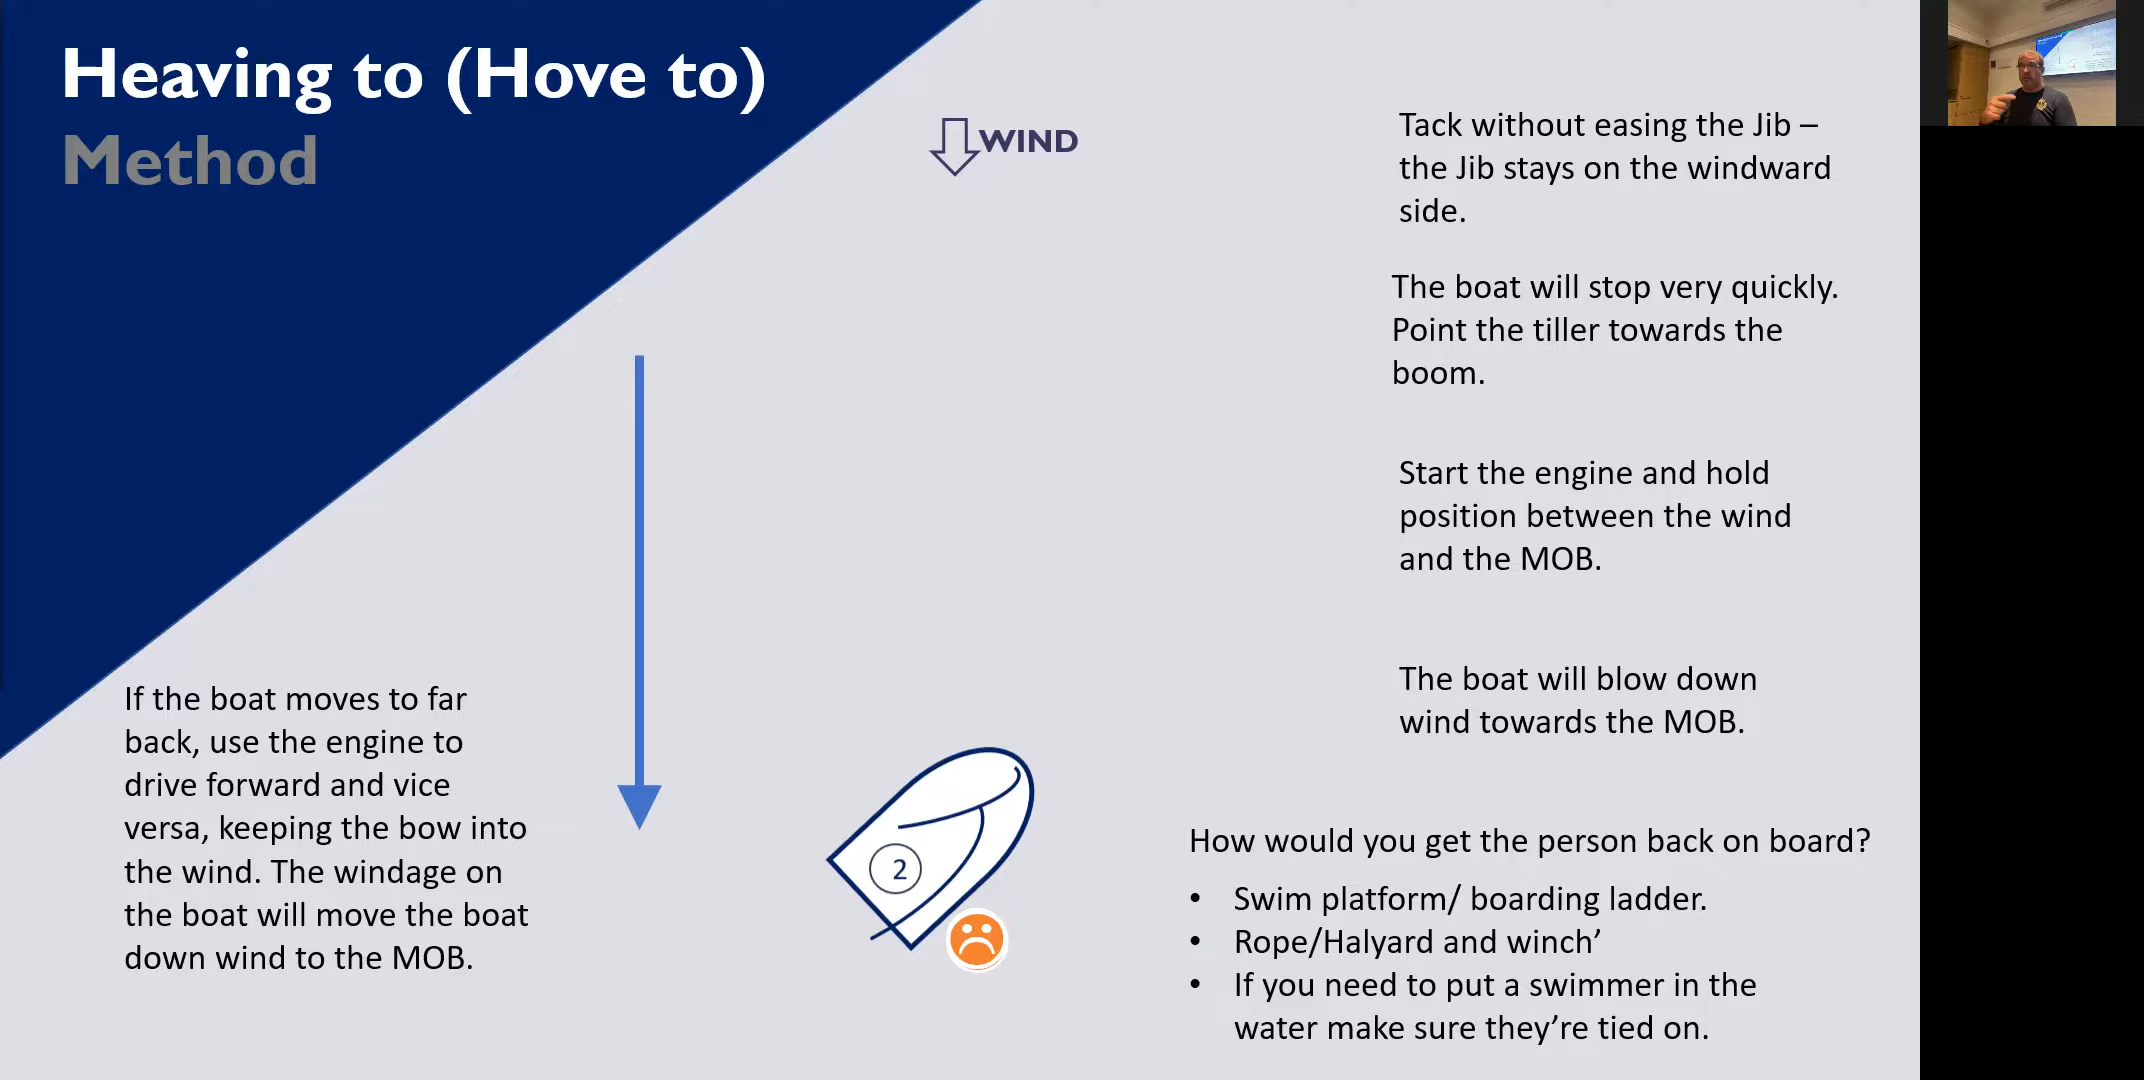 Heaving to (Hove to)
Method
WIND
Tack without easing the Jib –
the Jib stays on the windward
side.
The boat will stop very quickly.
Point the tiller towards the
boom.
Start the engine and hold
position between the wind
and the MOB.
The boat will blow down
wind towards the MOB.
If the boat moves to far
back, use the engine to
drive forward and vice
versa, keeping the bow into
the wind. The windage on
the boat will move the boat
down wind to the MOB.
2
How would you get the person back on board?
• Swim platform/ boarding ladder.
• Rope/Halyard and winch’
• If you need to put a swimmer in the
water make sure they’re tied on.